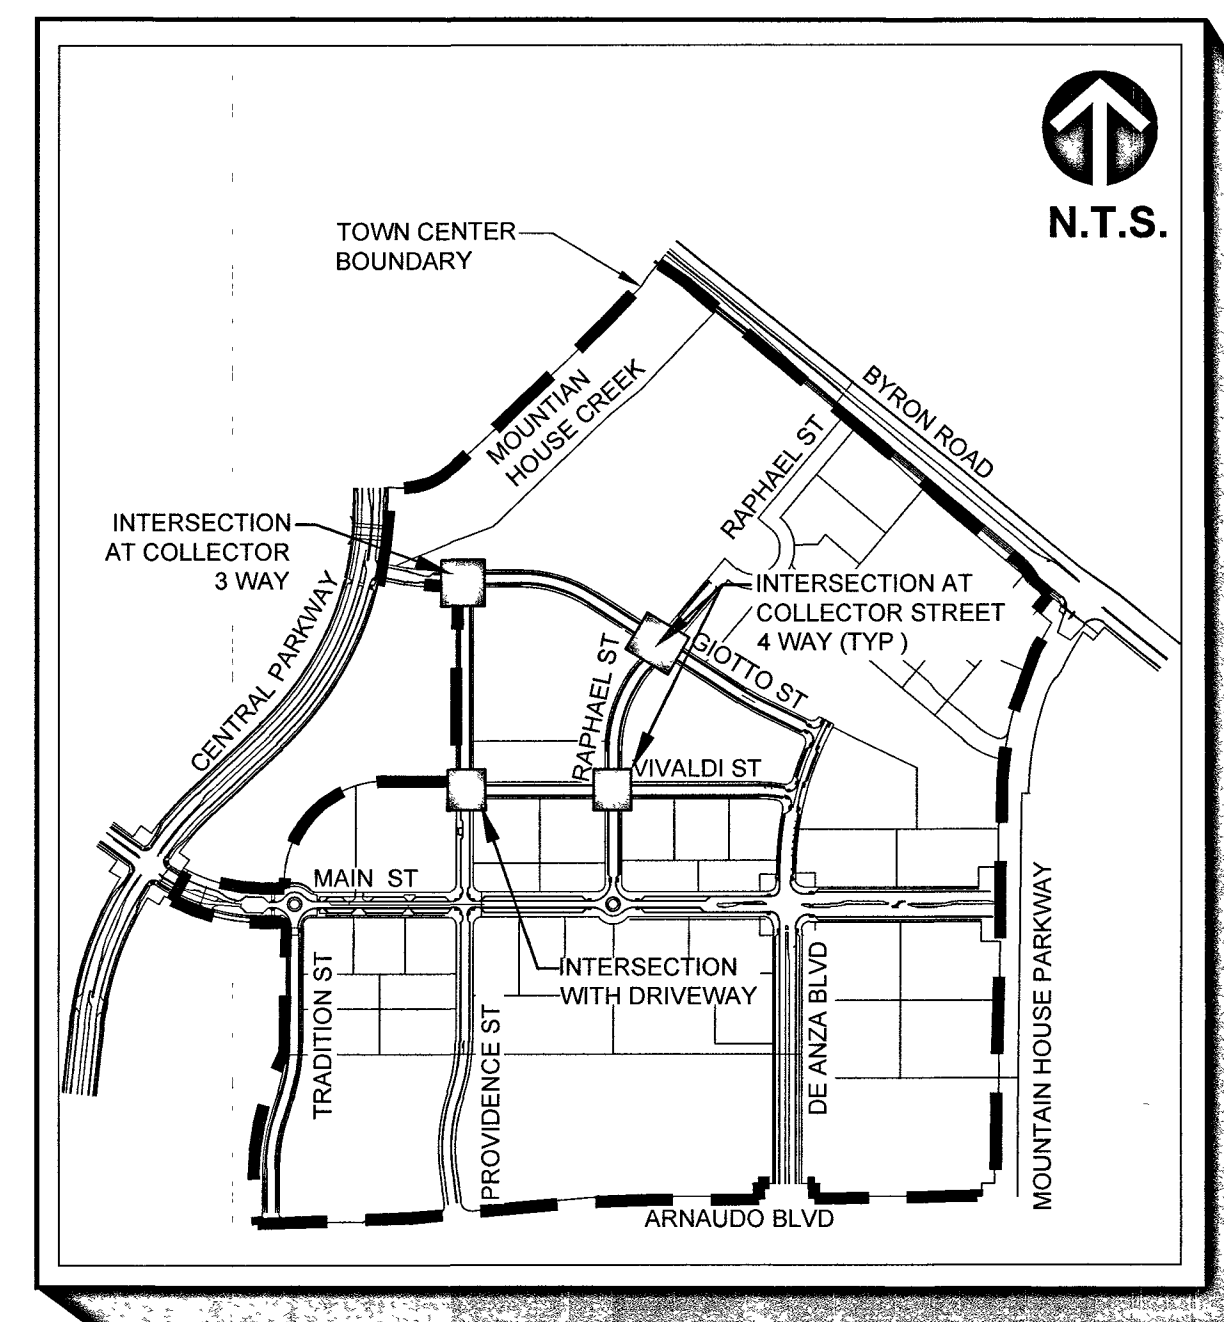 N.T.S.
TOWN CENTER
BOUNDARY
BYRON ROAD
MOUNTIAN
HOUSE CREEK
RAPHAEL ST
INTERSECTION
AT COLLECTOR
3 WAY
INTERSECTION AT
COLLECTOR STREET
4 WAY (TYP )
CENTRAL PARKWAY
RAPHAEL ST
GIOTTO ST
VIVALDI ST
MAIN ST
MOUNTAIN HOUSE PARKWAY
INTERSECTION
WITH DRIVEWAY
TRADITION ST
PROVIDENCE ST
DE ANZA BLVD
ARNAUDO BLVD